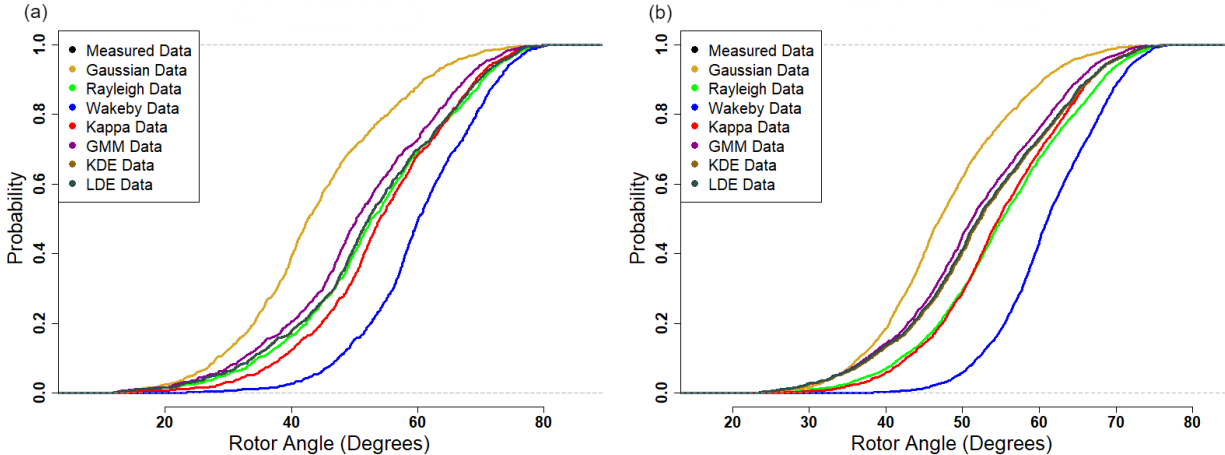 (a)
1.0
0.8
0.6
0.4
0.2
0.0
Probability
Measured Data
Gaussian Data
Rayleigh Data
Wakeby Data
Kappa Data
GMM Data
KDE Data
LDE Data
20 40 60 80
Rotor Angle (Degrees)
(b)
1.0
0.8
0.6
0.4
0.2
0.0
Probability
Measured Data
Gaussian Data
Rayleigh Data
Wakeby Data
Kappa Data
GMM Data
KDE Data
LDE Data
20 30 40 50 60 70 80
Rotor Angle (Degrees)